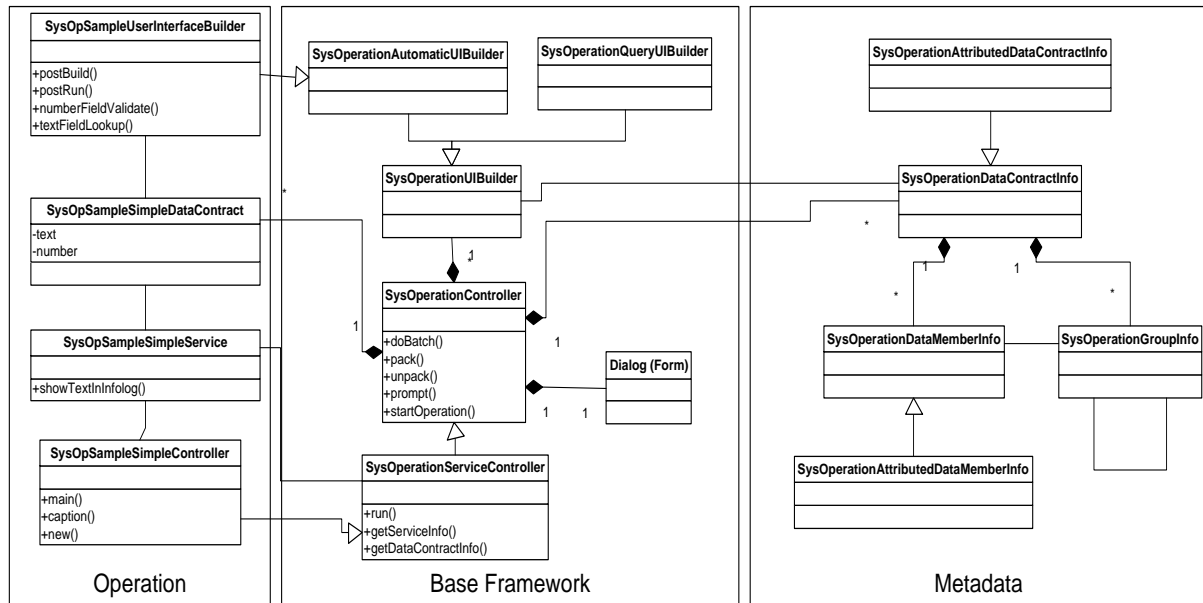 SysOpSampleUserInterfaceBuilder
+postBuild()
+postRun()
+numberFieldValidate()
+textFieldLookup()
SysOpSampleSimpleDataContract
-text
-number
SysOpSampleSimpleService
+showTextInInfolog()
SysOpSampleSimpleController
+main()
+caption()
+new()
Operation
SysOperationAutomaticUIBuilder
SysOperationQueryUIBuilder
SysOperationUIBuilder
*
1
*
SysOperationController
+doBatch()
+pack()
+unpack()
+prompt()
+startOperation()
1
1
1
1
Dialog (Form)
SysOperationServiceController
+run()
+getServiceInfo()
+getDataContractInfo()
Base Framework
SysOperationAttributedDataContractInfo
SysOperationDataContractInfo
*
1
1
*
*
SysOperationDataMemberInfo
SysOperationGroupInfo
SysOperationAttributedDataMemberInfo
Metadata